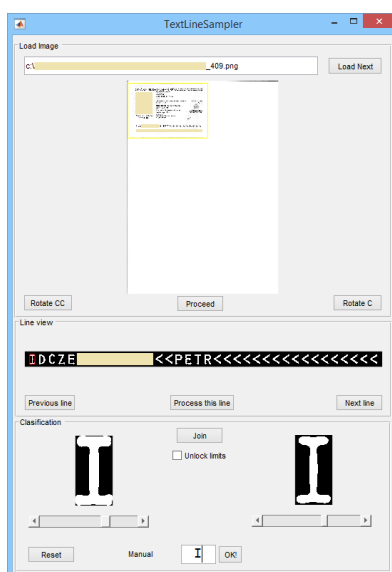 TextLineSampler
Load Image
c:\ _409.png Load Next
Rotate CC Proceed Rotate C
Line view
IDCZE <<PETR<<<<<<<<<<<<<<<<<
Previous line Process this line Next line
Clasification
Join
Unlock limits
I I
Reset Manual I OK!